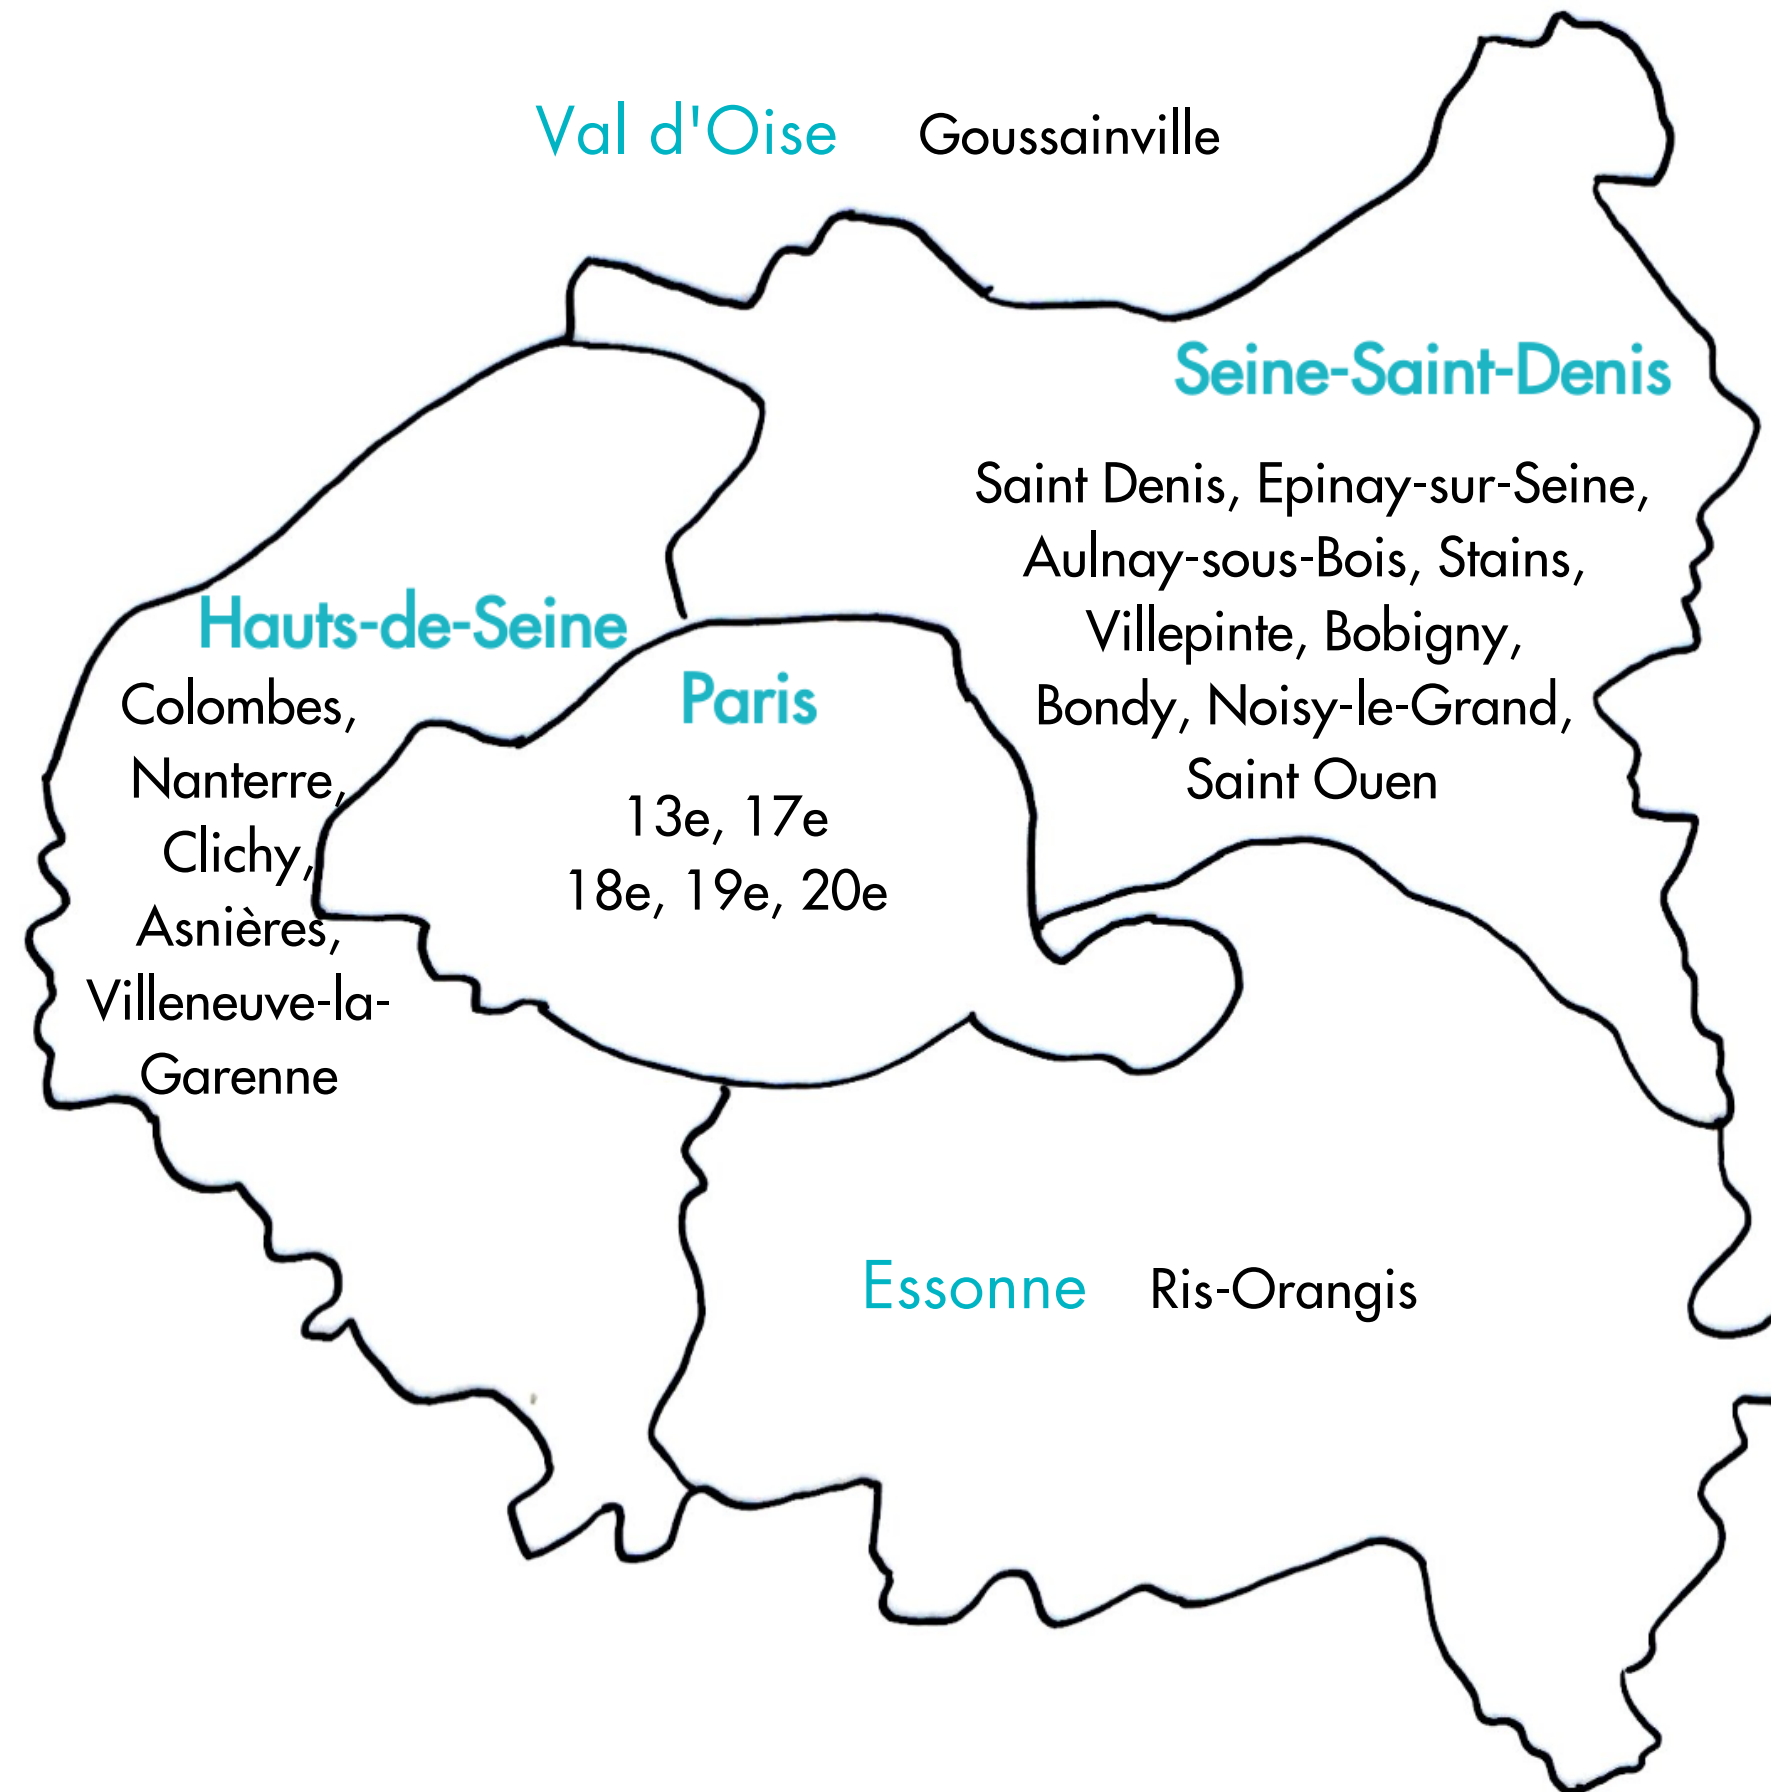 Val d'Oise Goussainville
Seine-Saint-Denis
Saint Denis, Epinay-sur-Seine,
Aulnay-sous-Bois, Stains,
Villepinte, Bobigny,
Bondy, Noisy-le-Grand,
Saint Ouen
Hauts-de-Seine
Colombes,
Nanterre,
Clichy,
Asnières,
Villeneuve-la-
Garenne
Paris
13e, 17e
18e, 19e, 20e
Essonne Ris-Orangis